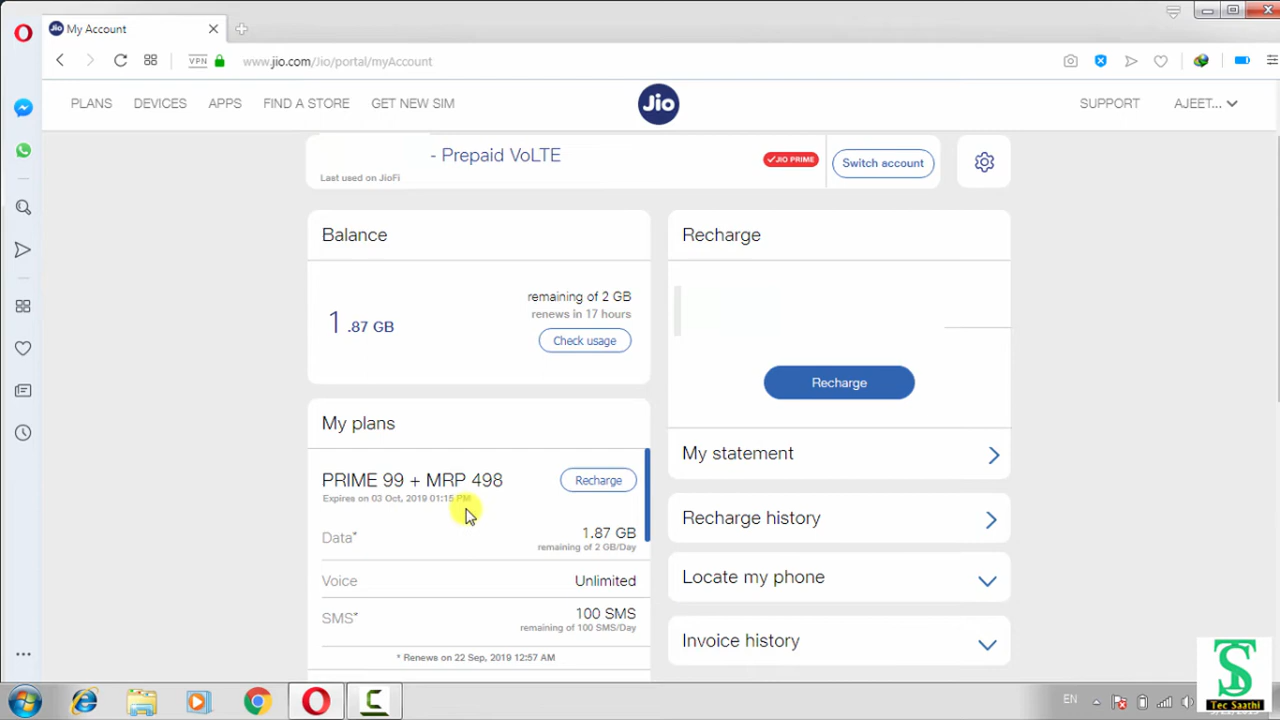 My Account
VPN
www.jio.com/Jio/portal/myAccount
PLANS DEVICES APPS FIND A STORE GET NEW SIM
Jio
SUPPORT AJEET...
- Prepaid VoLTE
JIO PRIME
Switch account
Last used on JioFi
Balance
1.87 GB
remaining of 2 GB
renews in 17 hours
Check usage
Recharge
Recharge
My plans
PRIME 99 + MRP 498
Recharge
Expires on 03 Oct, 2019 01:15 PM
Data*
1.87 GB
remaining of 2 GB/Day
Voice
Unlimited
SMS*
100 SMS
remaining of 100 SMS/Day
* Renews on 22 Sep, 2019 12:57 AM
My statement
Recharge history
Locate my phone
Invoice history
EN
TS
Tec Saathi